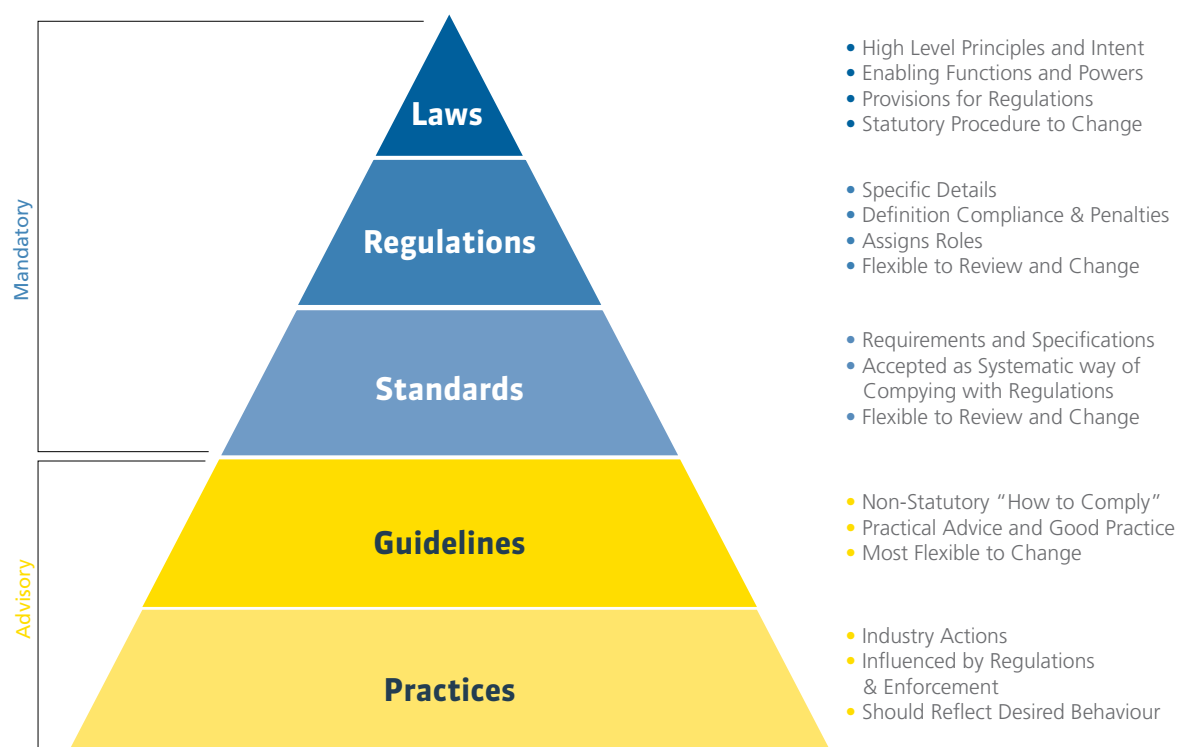 Mandatory
Laws
• High Level Principles and Intent
• Enabling Functions and Powers
• Provisions for Regulations
• Statutory Procedure to Change
Regulations
• Specific Details
• Definition Compliance & Penalties
• Assigns Roles
• Flexible to Review and Change
Standards
• Requirements and Specifications
• Accepted as Systematic way of
Compying with Regulations
• Flexible to Review and Change
Advisory
Guidelines
• Non-Statutory “How to Comply”
• Practical Advice and Good Practice
• Most Flexible to Change
Practices
• Industry Actions
• Influenced by Regulations
& Enforcement
• Should Reflect Desired Behaviour